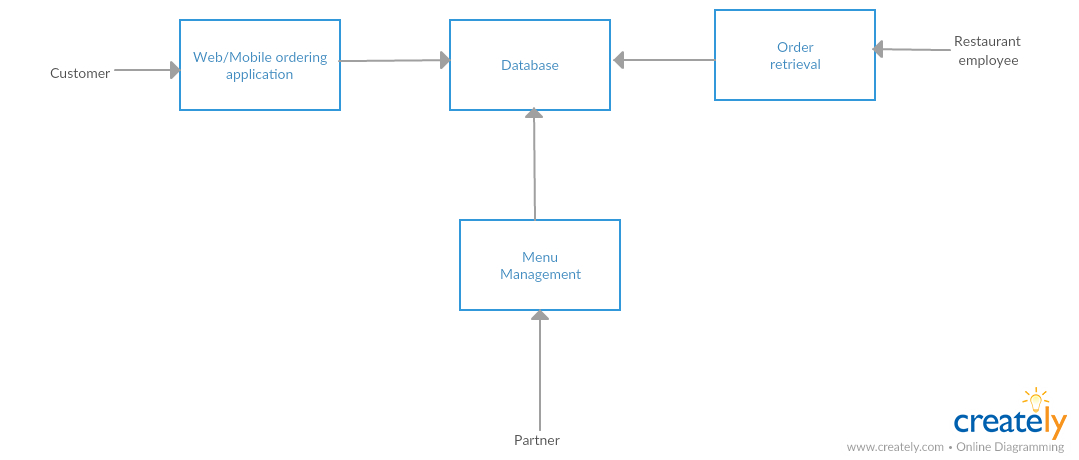 Customer
Web/Mobile ordering
application
Database
Order
retrieval
Restaurant
employee
Menu
Management
Partner
creately
www.creately.com • Online Diagramming